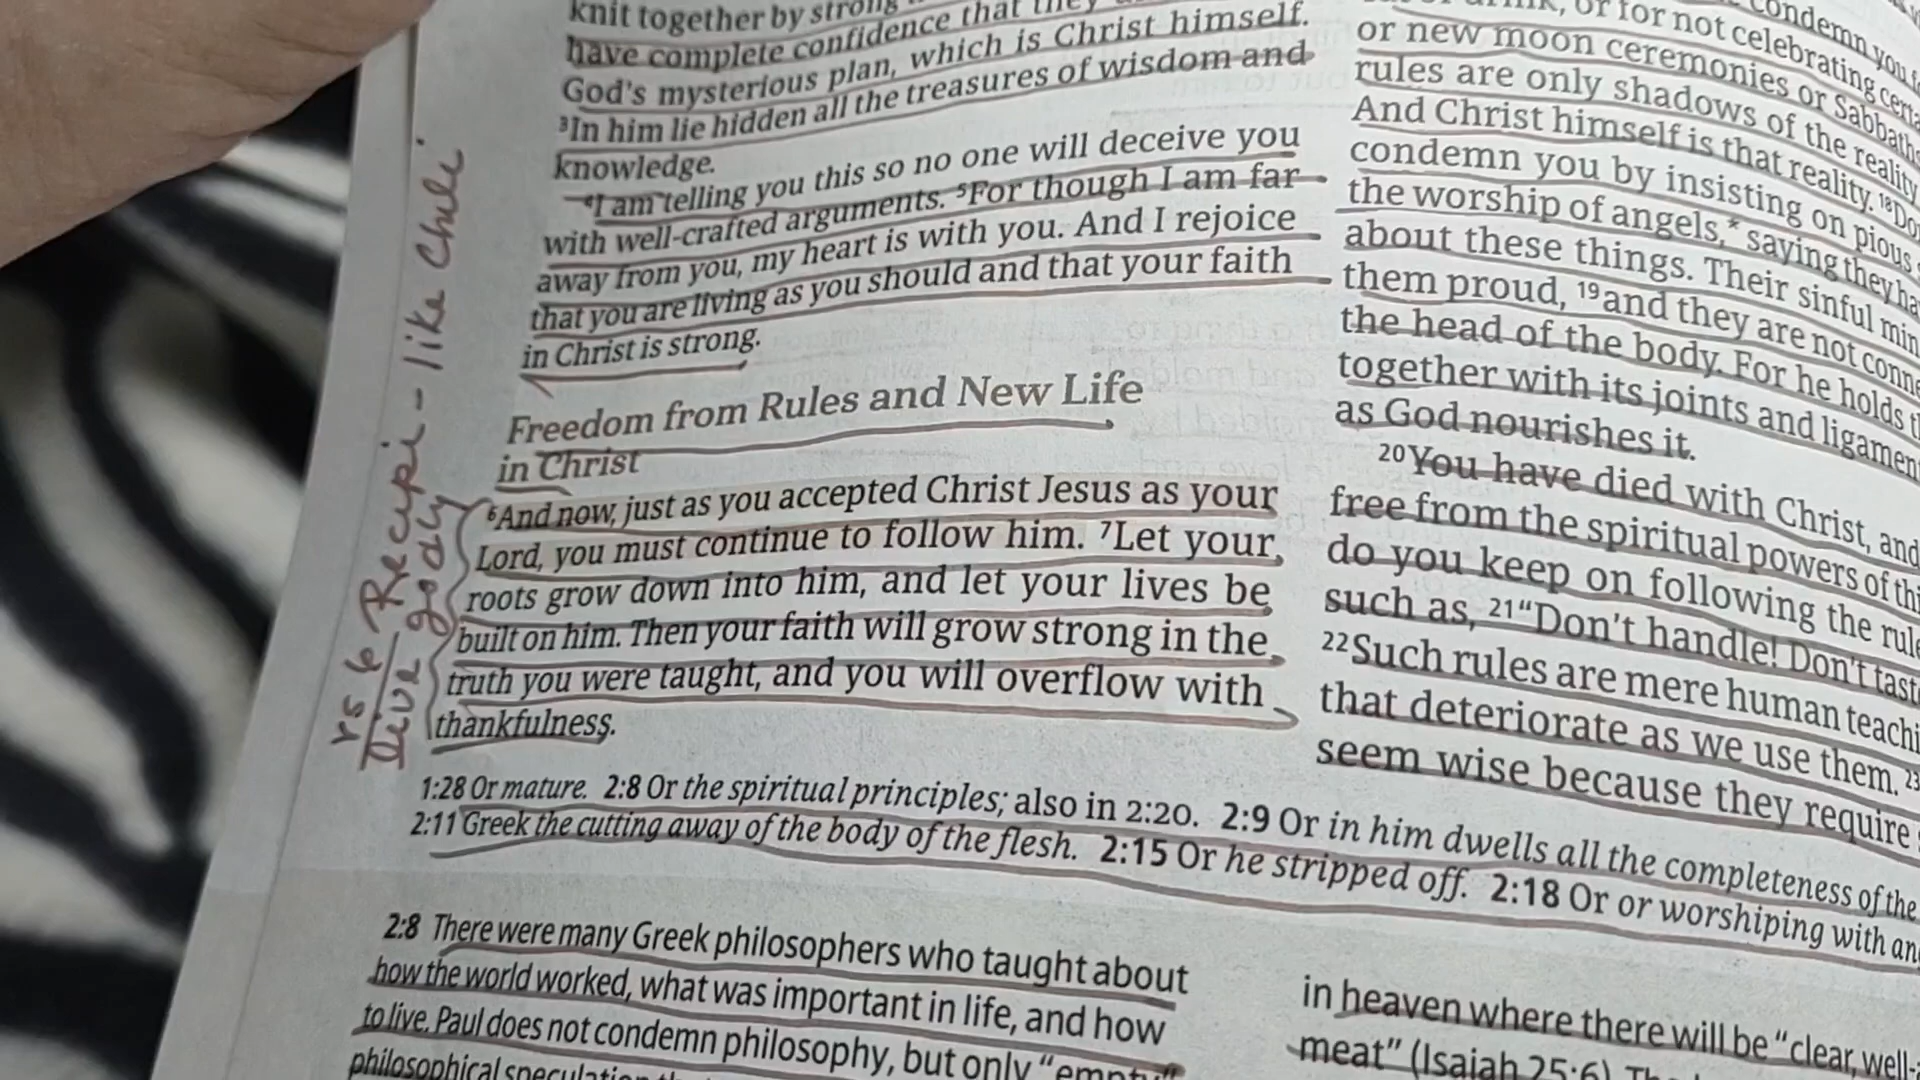 knit together by strong
have complete confidence that they
God's mysterious plan, which is Christ himself.
³In him lie hidden all the treasures of wisdom and
knowledge.
⁴I am telling you this so no one will deceive you
with well-crafted arguments. ⁵For though I am far
away from you, my heart is with you. And I rejoice
that you are living as you should and that your faith
in Christ is strong.
Freedom from Rules and New Life
in Christ
⁶And now, just as you accepted Christ Jesus as your
Lord, you must continue to follow him. ⁷Let your
roots grow down into him, and let your lives be
built on him. Then your faith will grow strong in the
truth you were taught, and you will overflow with
thankfulness.
vs 6 Recipi - like Chili
Live godly
or for not celebrating
or new moon ceremonies or Sabbath
rules are only shadows of the reality
And Christ himself is that reality. ¹⁸
condemn you by insisting on pious
the worship of angels,* saying they
about these things. Their sinful
them proud, ¹⁹and they are not
the head of the body. For he holds
together with its joints and
as God nourishes it.
²⁰You have died with Christ, and
free from the spiritual powers of
do you keep on following the
such as, ²¹"Don't handle! Don't
²²Such rules are mere human
that deteriorate as we use them. ²³
seem wise because they require
1:28 Or mature. 2:8 Or the spiritual principles; also in 2:20. 2:9 Or in him dwells all the completeness of the
2:11 Greek the cutting away of the body of the flesh. 2:15 Or he stripped off. 2:18 Or or worshiping with
2:8 There were many Greek philosophers who taught about
how the world worked, what was important in life, and how
to live. Paul does not condemn philosophy, but only "empty"
philosophical
in heaven where there will be "clear,
meat" (Isaiah 25:6).